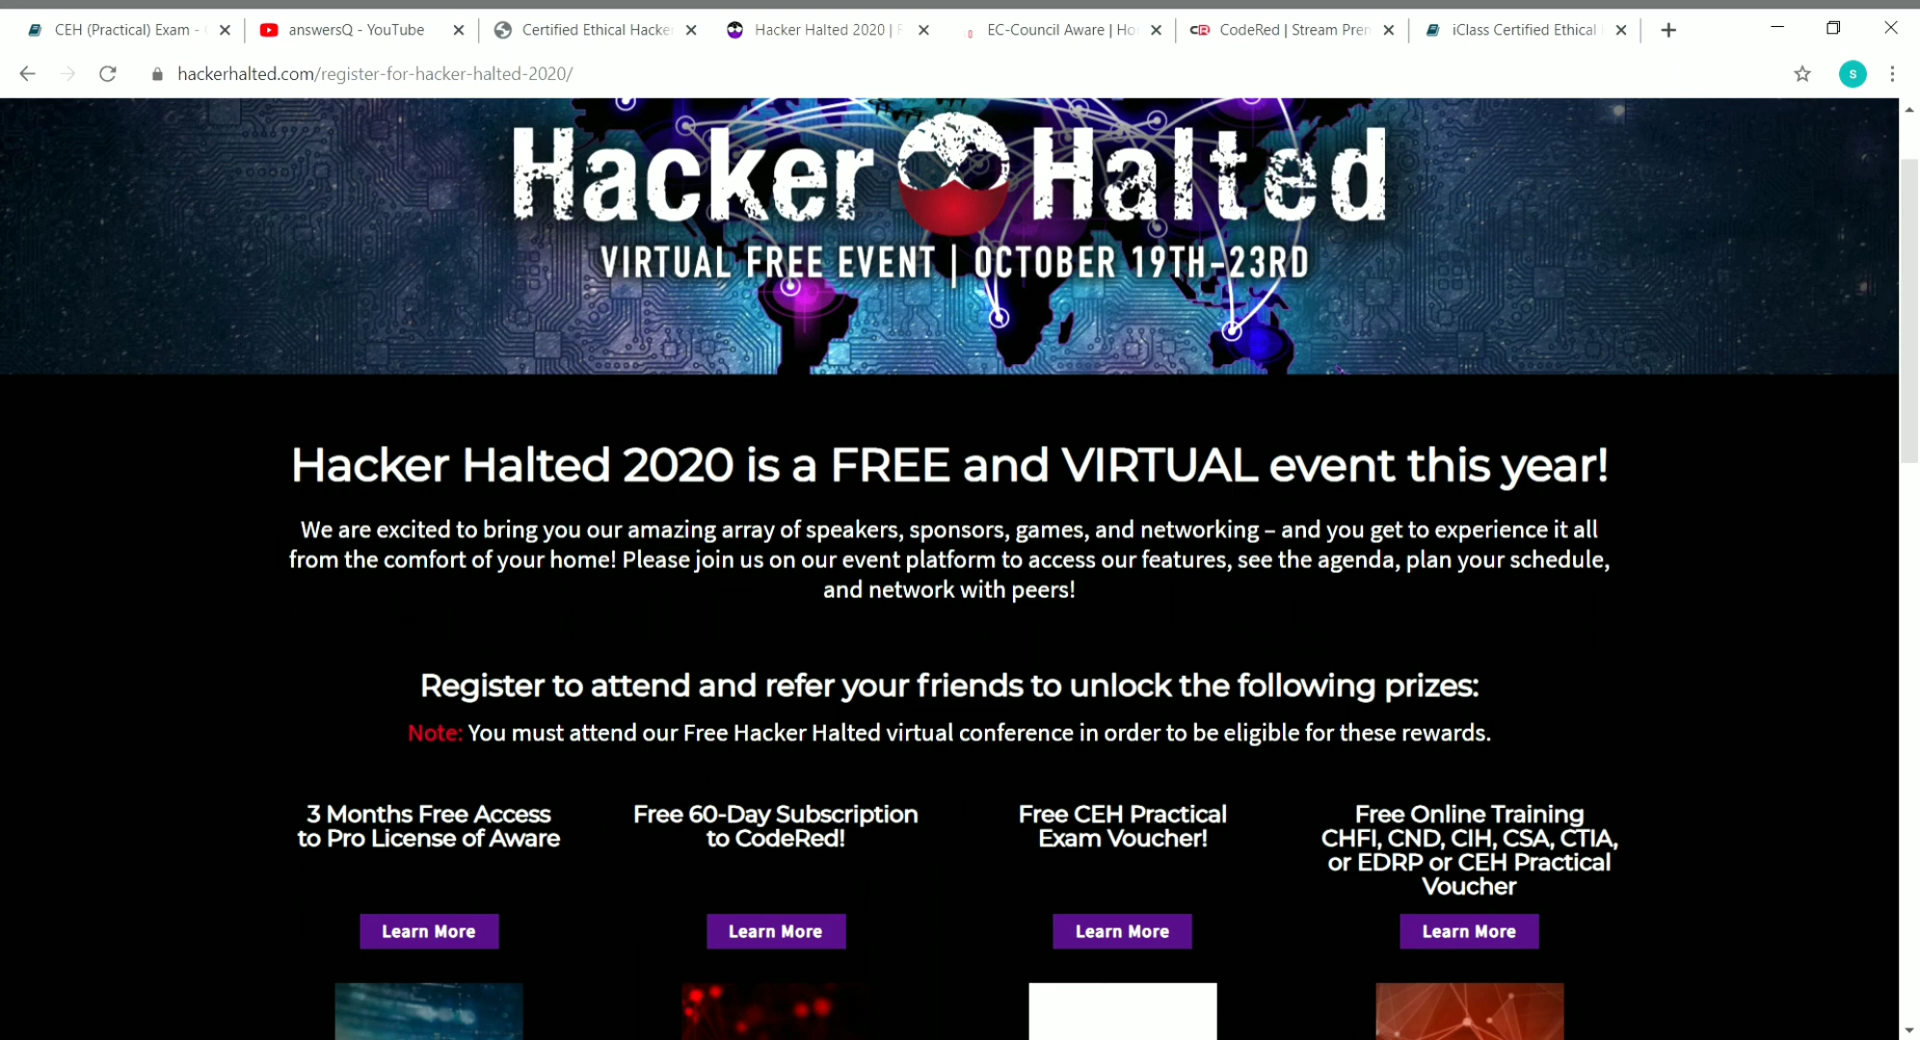 CEH (Practical) Exam -
answersQ - YouTube
Certified Ethical Hacker
Hacker Halted 2020 |
EC-Council Aware | Ho
CodeRed | Stream Prem
iClass Certified Ethical
hackerhalted.com/register-for-hacker-halted-2020/
S
Hacker Halted
VIRTUAL FREE EVENT | OCTOBER 19TH-23RD
Hacker Halted 2020 is a FREE and VIRTUAL event this year!
We are excited to bring you our amazing array of speakers, sponsors, games, and networking – and you get to experience it all
from the comfort of your home! Please join us on our event platform to access our features, see the agenda, plan your schedule,
and network with peers!
Register to attend and refer your friends to unlock the following prizes:
Note: You must attend our Free Hacker Halted virtual conference in order to be eligible for these rewards.
3 Months Free Access
to Pro License of Aware
Learn More
Free 60-Day Subscription
to CodeRed!
Learn More
Free CEH Practical
Exam Voucher!
Learn More
Free Online Training
CHFI, CND, CIH, CSA, CTIA,
or EDRP or CEH Practical
Voucher
Learn More